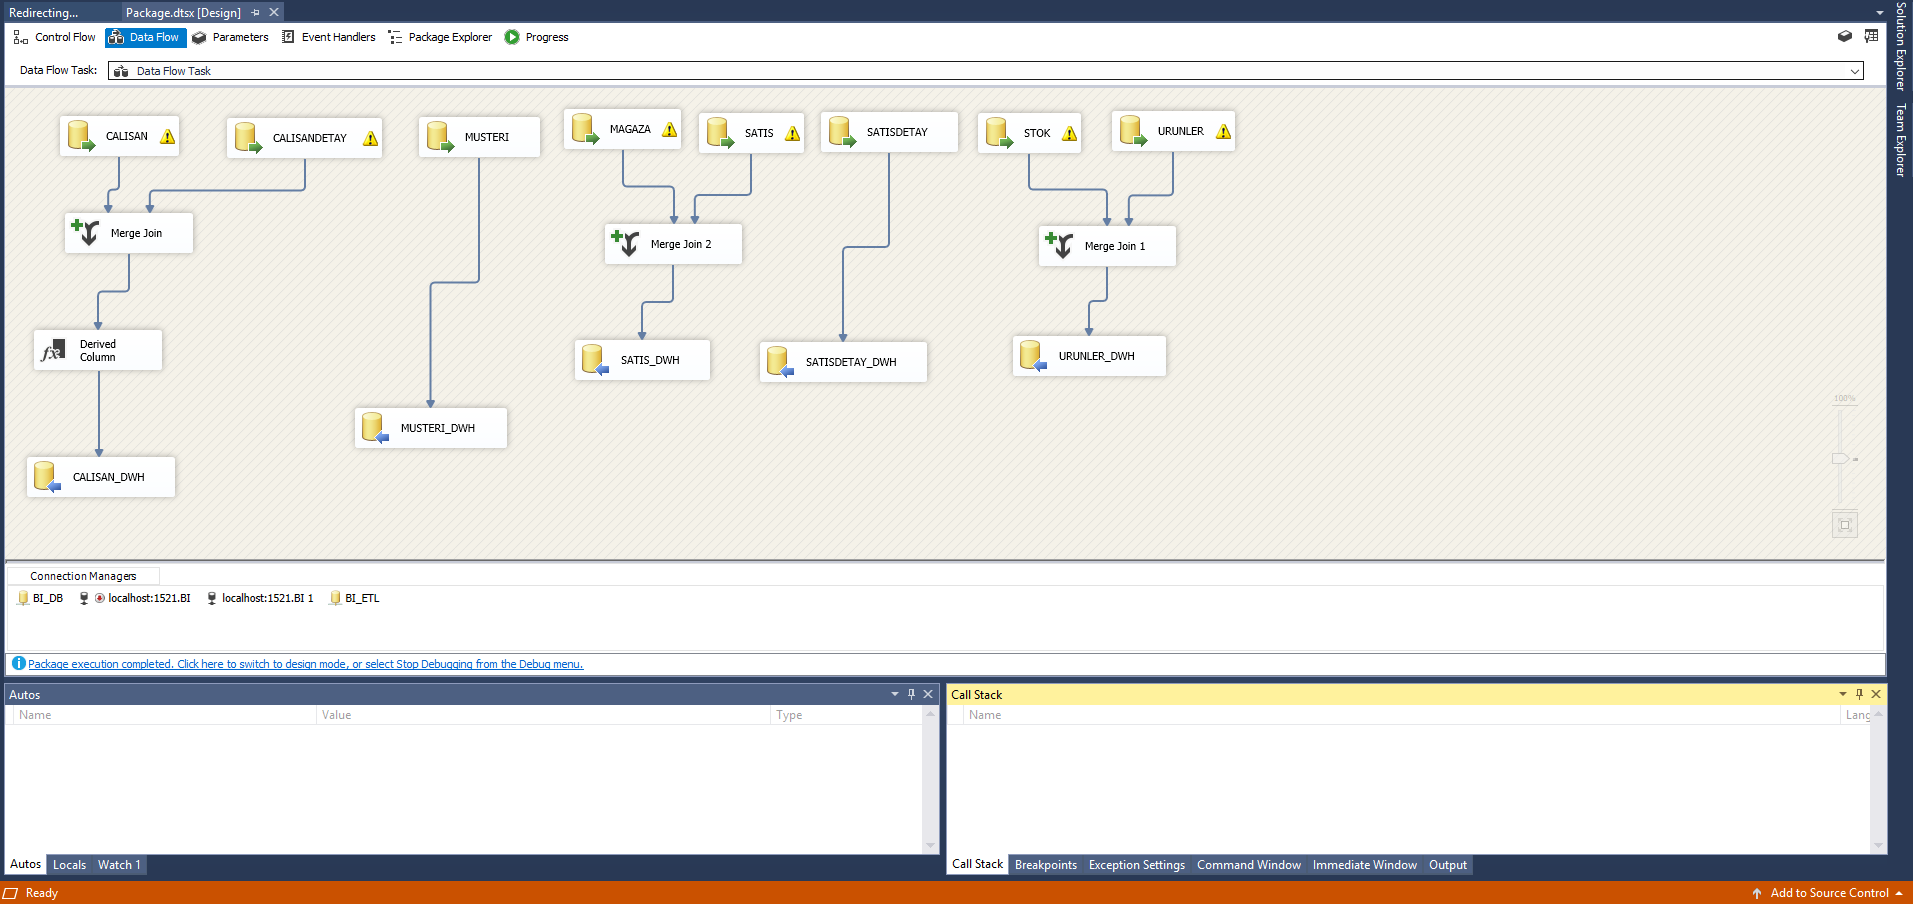 Redirecting...
Package.dtsx [Design]
Control Flow
Data Flow
Parameters
Event Handlers
Package Explorer
Progress
Data Flow Task:
Data Flow Task
CALISAN
CALISANDETAY
MUSTERI
MAGAZA
SATIS
SATISDETAY
STOK
URUNLER
Merge Join
Merge Join 2
Merge Join 1
Derived
Column
SATIS_DWH
SATISDETAY_DWH
URUNLER_DWH
MUSTERI_DWH
CALISAN_DWH
100%
Connection Managers
BI_DB
localhost:1521.BI
localhost:1521.BI 1
BI_ETL
Package execution completed. Click here to switch to design mode, or select Stop Debugging from the Debug menu.
Autos
Name
Value
Type
Autos
Locals
Watch 1
Call Stack
Name
Lang
Call Stack
Breakpoints
Exception Settings
Command Window
Immediate Window
Output
Ready
Add to Source Control
Solution Explorer
Team Explorer